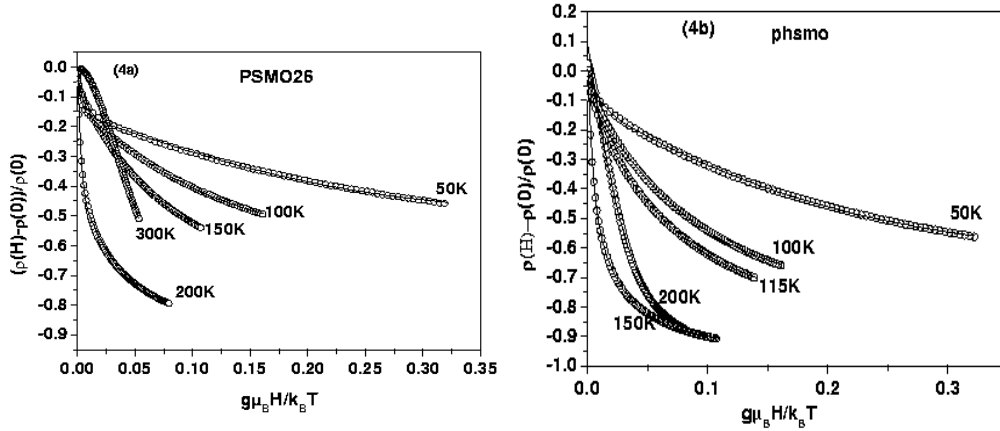 (4a)
PSMO26
0.0
-0.1
-0.2
-0.3
-0.4
-0.5
-0.6
-0.7
-0.8
-0.9
(ρ(H)-ρ(0))/ρ(0)
50K
100K
150K
300K
200K
0.00 0.05 0.10 0.15 0.20 0.25 0.30 0.35
gμ_BH/k_BT
(4b)
phsmo
0.2
0.1
0.0
-0.1
-0.2
-0.3
-0.4
-0.5
-0.6
-0.7
-0.8
-0.9
-1.0
ρ(H)-ρ(0)/ρ(0)
50K
100K
115K
200K
150K
0.0 0.1 0.2 0.3
gμ_BH/k_BT